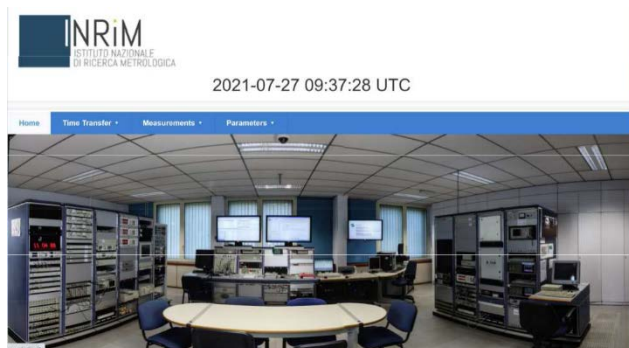 INRiM
ISTITUTO NAZIONALE
DI RICERCA METROLOGICA
2021-07-27 09:37:28 UTC
Home Time Transfer Measurements Parameters